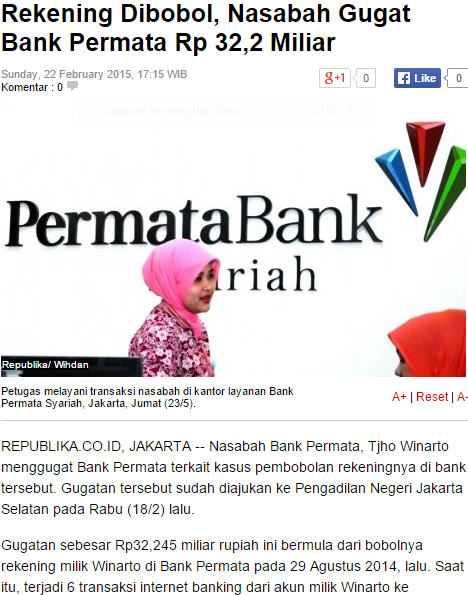 Rekening Dibobol, Nasabah Gugat
Bank Permata Rp 32,2 Miliar
Sunday, 22 February 2015, 17:15 WIB
Komentar : 0
g+1 0
Like 0
Capture Rectangular Area CTRL+R
PermataBank
riah
Republika/ Wihdan
Petugas melayani transaksi nasabah di kantor layanan Bank
Permata Syariah, Jakarta, Jumat (23/5).
A+ | Reset | A-
REPUBLIKA.CO.ID, JAKARTA -- Nasabah Bank Permata, Tjho Winarto
menggugat Bank Permata terkait kasus pembobolan rekeningnya di bank
tersebut. Gugatan tersebut sudah diajukan ke Pengadilan Negeri Jakarta
Selatan pada Rabu (18/2) lalu.
Gugatan sebesar Rp32,245 miliar rupiah ini bermula dari bobolnya
rekening milik Winarto di Bank Permata pada 29 Agustus 2014, lalu. Saat
itu, terjadi 6 transaksi internet banking dari akun milik Winarto ke